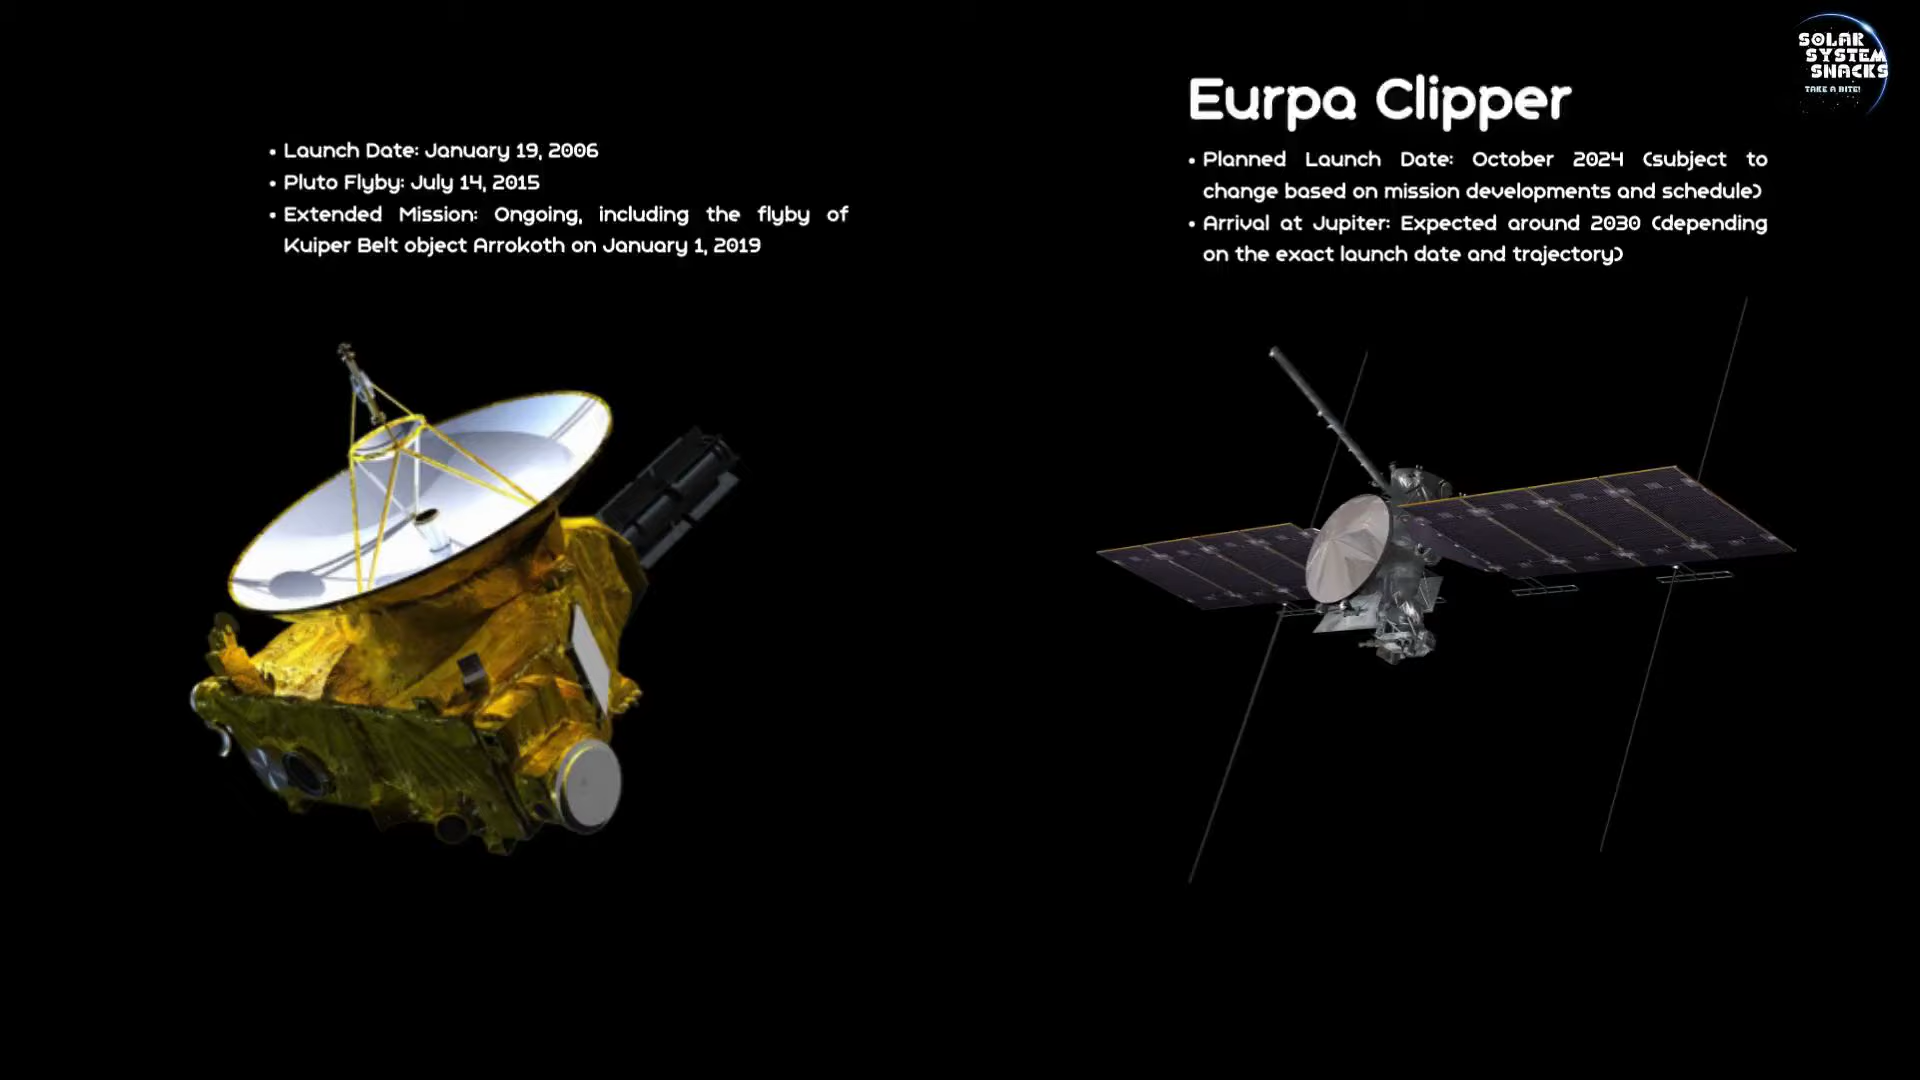 SOLAR
SYSTEM
SNACKS
TAKE A BITE!
• Launch Date: January 19, 2006
• Pluto Flyby: July 14, 2015
• Extended Mission: Ongoing, including the flyby of
Kuiper Belt object Arrokoth on January 1, 2019
Eurpa Clipper
• Planned Launch Date: October 2024 (subject to
change based on mission developments and schedule)
• Arrival at Jupiter: Expected around 2030 (depending
on the exact launch date and trajectory)